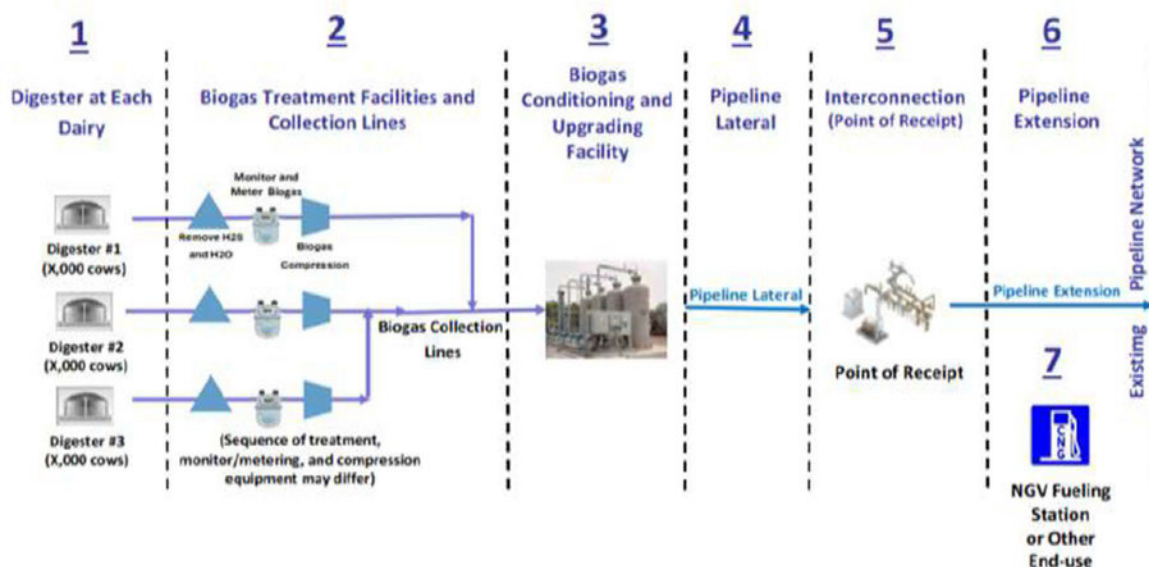 1
Digester at Each
Dairy
2
Biogas Treatment Facilities and
Collection Lines
3
Biogas
Conditioning and
Upgrading
Facility
4
Pipeline
Lateral
5
Interconnection
(Point of Receipt)
6
Pipeline
Extension
Digester #1
(X,000 cows)
Digester #2
(X,000 cows)
Digester #3
(X,000 cows)
Monitor and
Meter Biogas
Remove H2S
and H2O
Biogas
Compression
Biogas Collection
Lines
(Sequence of treatment,
monitor/metering, and compression
equipment may differ)
Pipeline Lateral
Point of Receipt
Pipeline Extension
Existimg Pipeline Network
7
CNG
NGV Fueling
Station
or Other
End-use